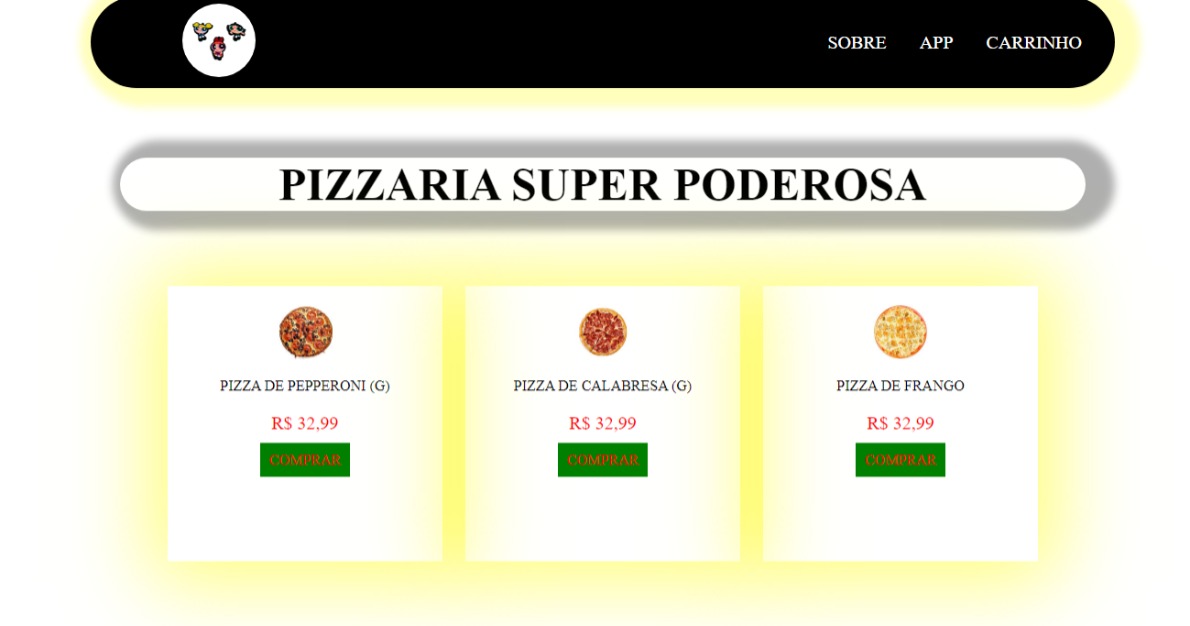 SOBRE APP CARRINHO
PIZZARIA SUPER PODEROSA
PIZZA DE PEPPERONI (G) PIZZA DE CALABRESA (G) PIZZA DE FRANGO
R$ 32,99 R$ 32,99 R$ 32,99
COMPRAR COMPRAR COMPRAR